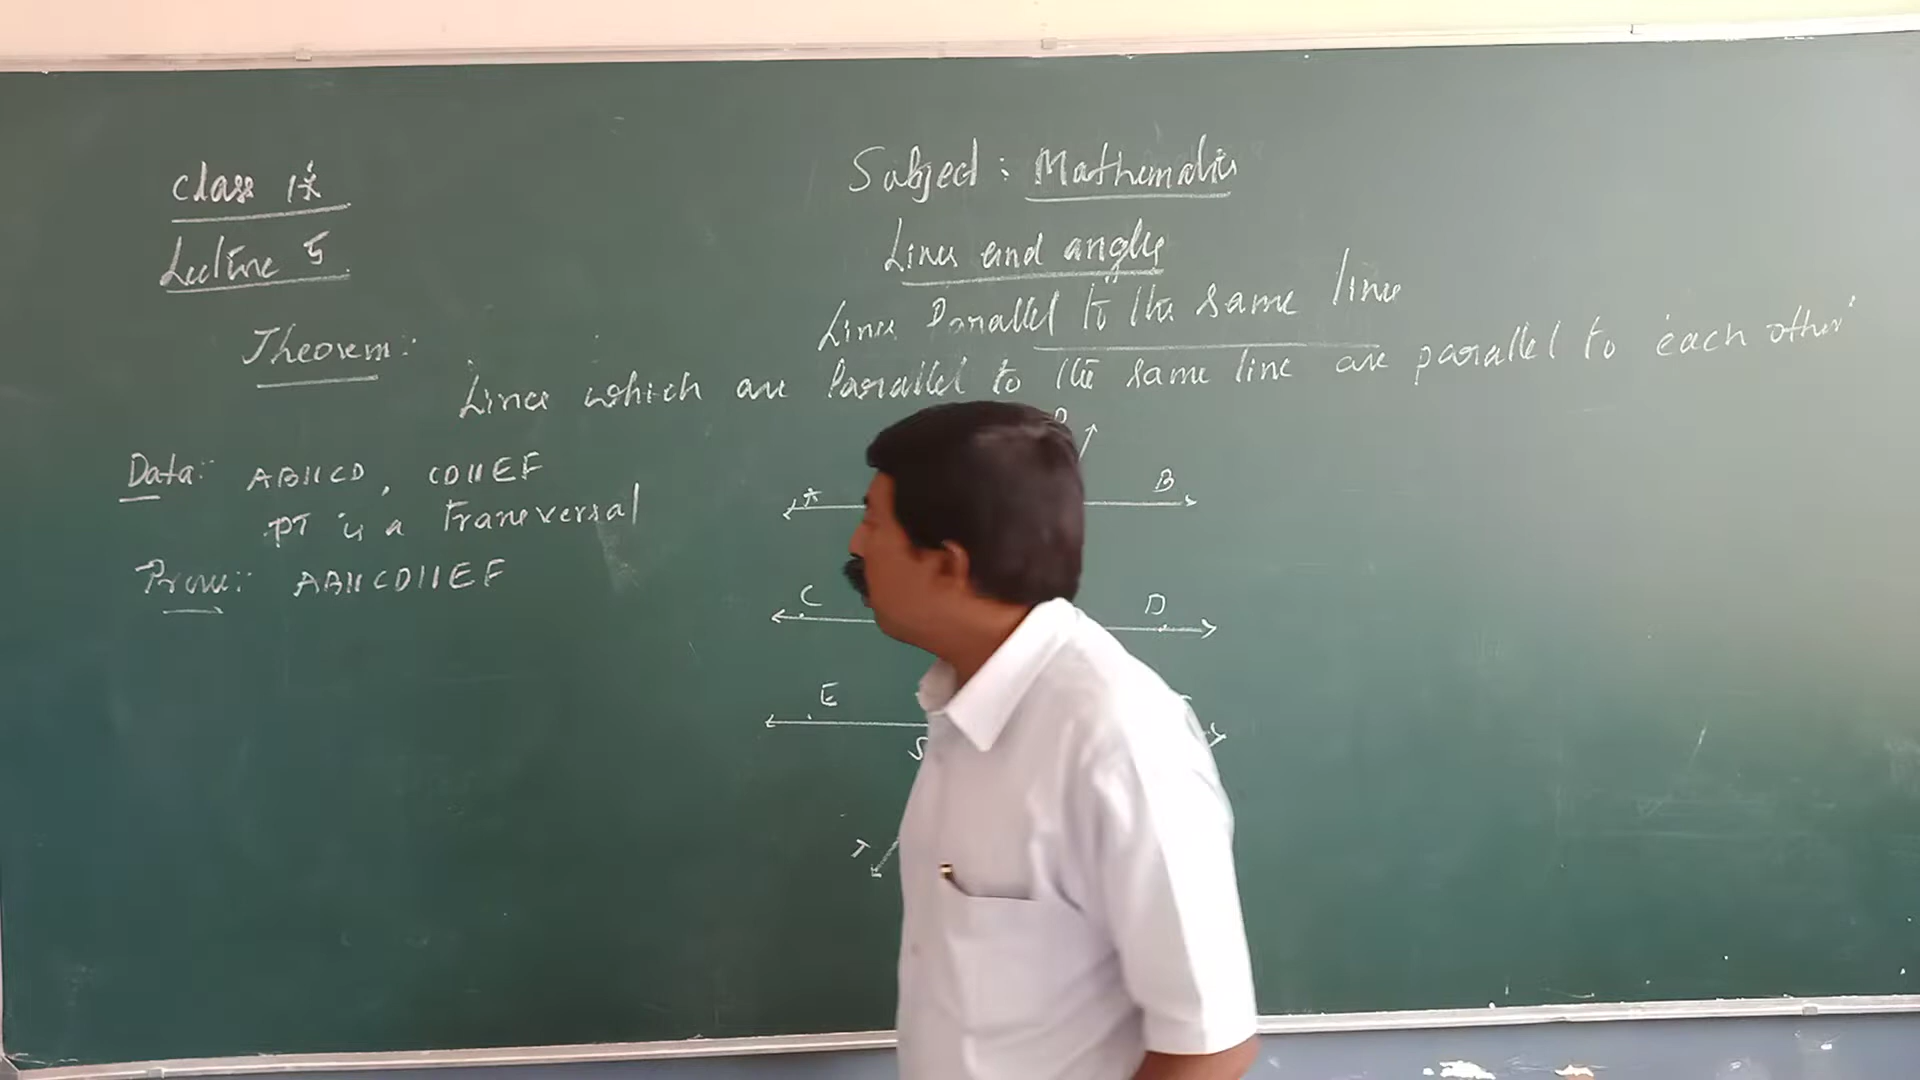 Class IX
Subject : Mathematics
Lecture 5
Lines and angles
Lines Parallel to the same line
Theorem:
Lines which are Parallel to the same line are parallel to each other
Data: AB||CD, CD||EF
PT is a transversal
Prove: AB||CD||EF
P
A B
C D
E
S
T